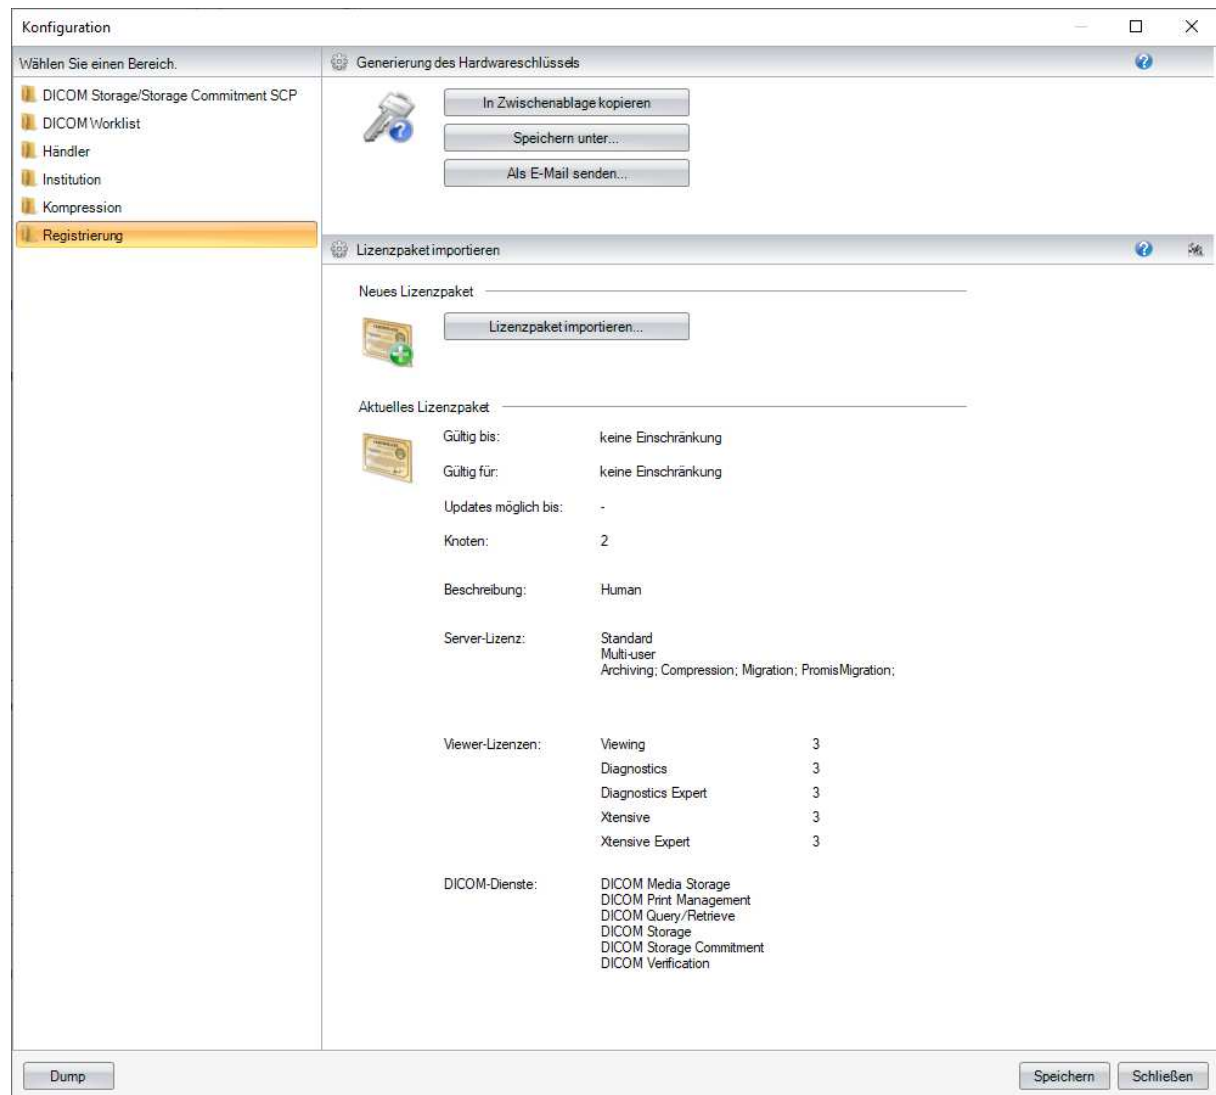 Konfiguration
Wählen Sie einen Bereich.
DICOM Storage/Storage Commitment SCP
DICOM Worklist
Händler
Institution
Kompression
Registrierung
Generierung des Hardwareschlüssels
In Zwischenablage kopieren
Speichern unter...
Als E-Mail senden...
Lizenzpaket importieren
Neues Lizenzpaket
Lizenzpaket importieren...
Aktuelles Lizenzpaket
Gültig bis: keine Einschränkung
Gültig für: keine Einschränkung
Updates möglich bis: -
Knoten: 2
Beschreibung: Human
Server-Lizenz: Standard
Multi-user
Archiving; Compression; Migration; PromisMigration;
Viewer-Lizenzen: Viewing 3
Diagnostics 3
Diagnostics Expert 3
Xtensive 3
Xtensive Expert 3
DICOM-Dienste: DICOM Media Storage
DICOM Print Management
DICOM Query/Retrieve
DICOM Storage
DICOM Storage Commitment
DICOM Verification
Dump
Speichern
Schließen